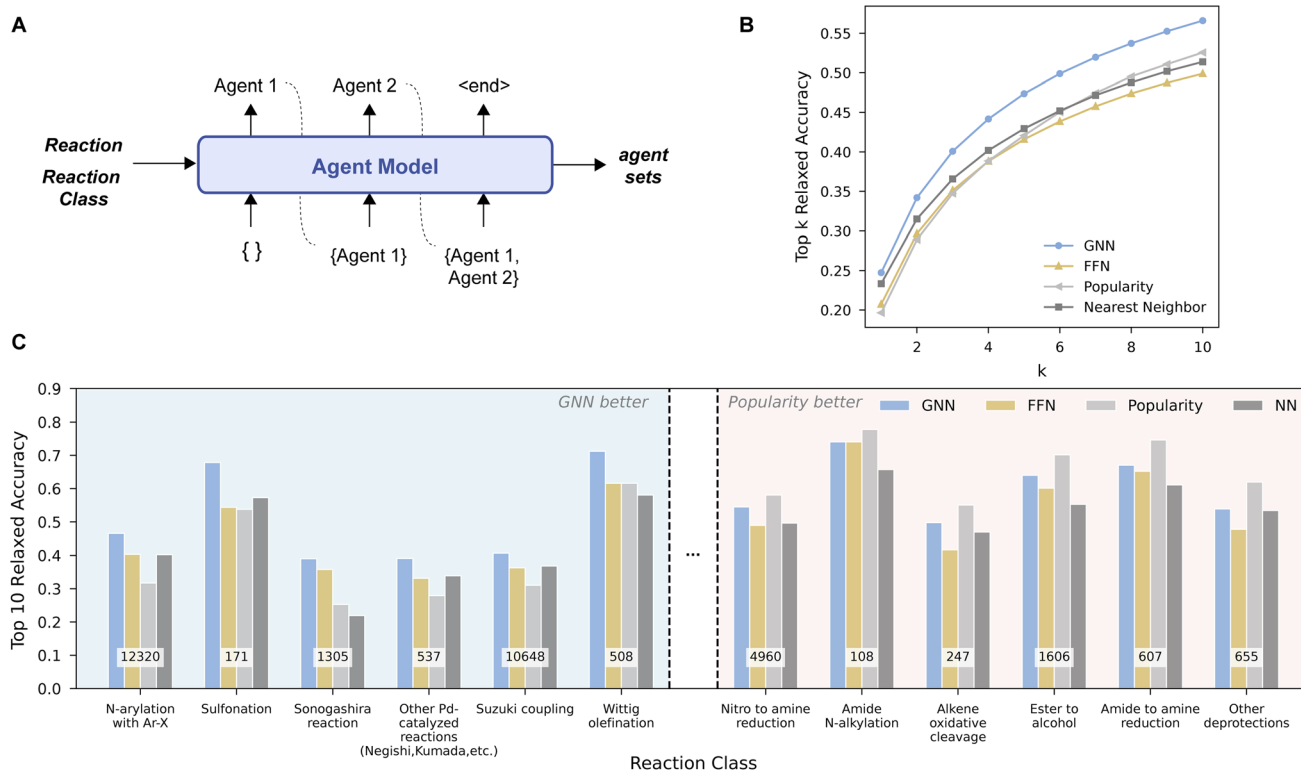 A
Agent 1
Agent 2
<end>
Reaction
Reaction
Class
Agent Model
agent
sets
{ }
{Agent 1}
{Agent 1,
Agent 2}
B
Top k Relaxed Accuracy
0.55
0.50
0.45
0.40
0.35
0.30
0.25
0.20
GNN
FFN
Popularity
Nearest Neighbor
2 4 6 8 10
k
C
Top 10 Relaxed Accuracy
0.9
0.8
0.7
0.6
0.5
0.4
0.3
0.2
0.1
0.0
GNN better
...
Popularity better
GNN FFN Popularity NN
12320 171 1305 537 10648 508 4960 108 247 1606 607 655
N-arylation
with Ar-X
Sulfonation
Sonogashira
reaction
Other Pd-
catalyzed
reactions
(Negishi,Kumada,etc.)
Suzuki coupling
Wittig
olefination
Nitro to amine
reduction
Amide
N-alkylation
Alkene
oxidative
cleavage
Ester to
alcohol
Amide to amine
reduction
Other
deprotections
Reaction Class